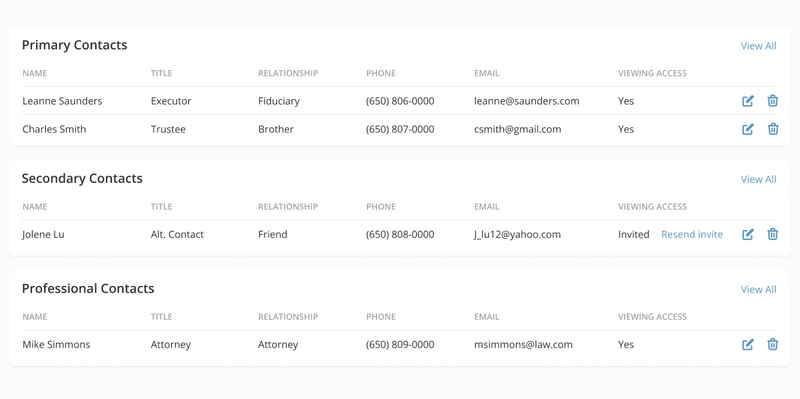 Primary Contacts View All
NAME TITLE RELATIONSHIP PHONE EMAIL VIEWING ACCESS
Leanne Saunders Executor Fiduciary (650) 806-0000 leanne@saunders.com Yes
Charles Smith Trustee Brother (650) 807-0000 csmith@gmail.com Yes
Secondary Contacts View All
NAME TITLE RELATIONSHIP PHONE EMAIL VIEWING ACCESS
Jolene Lu Alt. Contact Friend (650) 808-0000 J_lu12@yahoo.com Invited Resend invite
Professional Contacts View All
NAME TITLE RELATIONSHIP PHONE EMAIL VIEWING ACCESS
Mike Simmons Attorney Attorney (650) 809-0000 msimmons@law.com Yes